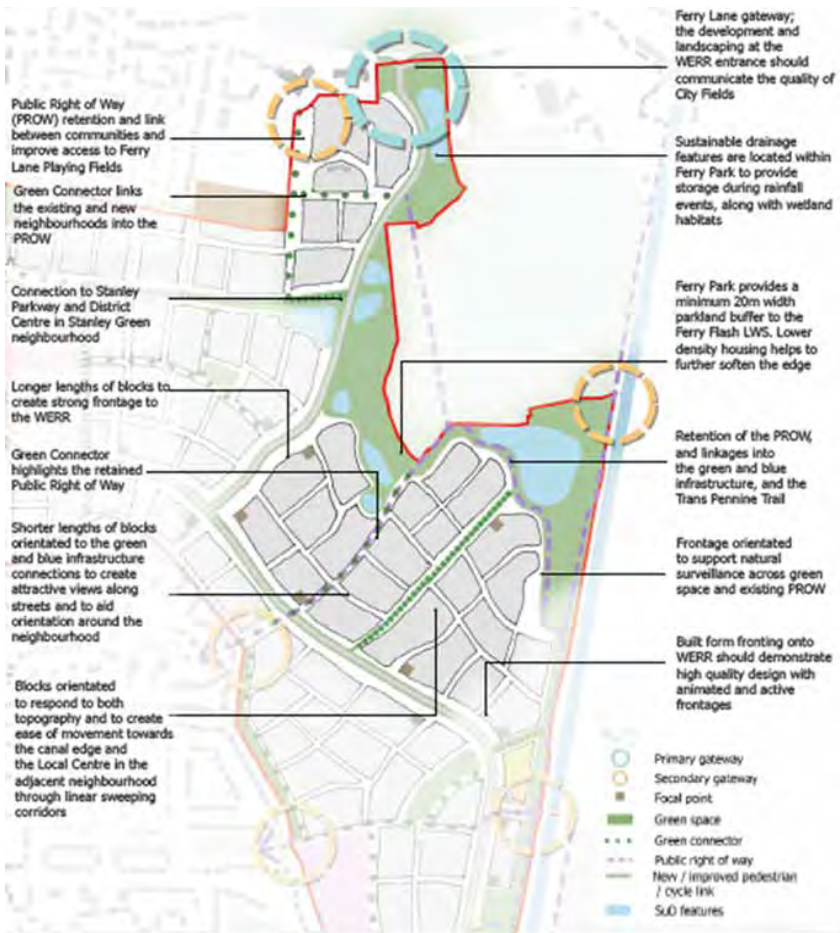 Public Right of Way
(PROW) retention and link
between communities and
improve access to Ferry
Lane Playing Fields
Green Connector links
the existing and new
neighbourhoods into the
PROW
Connection to Stanley
Parkway and District
Centre in Stanley Green
neighbourhood
Longer lengths of blocks to
create strong frontage to
the WERR
Green Connector
highlights the retained
Public Right of Way
Shorter lengths of blocks
orientated to the green
and blue infrastructure
connections to create
attractive views along
streets and to aid
orientation around the
neighbourhood
Blocks orientated
to respond to both
topography and to create
ease of movement towards
the canal edge and
the Local Centre in the
adjacent neighbourhood
through linear sweeping
corridors
Ferry Lane gateway;
the development and
landscaping at the
WERR entrance should
communicate the quality of
City Fields
Sustainable drainage
features are located within
Ferry Park to provide
storage during rainfall
events, along with wetland
habitats
Ferry Park provides a
minimum 20m width
parkland buffer to the
Ferry Flash LWS. Lower
density housing helps to
further soften the edge
Retention of the PROW,
and linkages into
the green and blue
infrastructure, and the
Trans Pennine Trail
Frontage orientated
to support natural
surveillance across green
space and existing PROW
Built form fronting onto
WERR should demonstrate
high quality design with
animated and active
frontages
Primary gateway
Secondary gateway
Focal point
Green space
Green connector
Public right of way
New / improved pedestrian
/ cycle link
SuD features